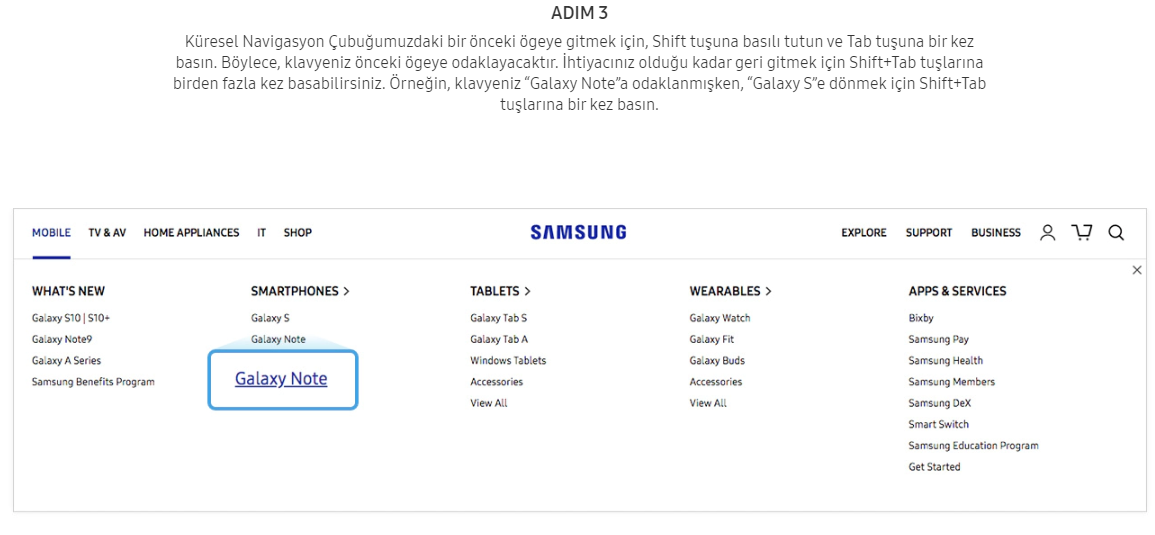 ADIM 3
Küresel Navigasyon Çubuğumuzdaki bir önceki ögeye gitmek için, Shift tuşuna basılı tutun ve Tab tuşuna bir kez
basın. Böylece, klavyeniz önceki ögeye odaklayacaktır. İhtiyacınız olduğu kadar geri gitmek için Shift+Tab tuşlarına
birden fazla kez basabilirsiniz. Örneğin, klavyeniz “Galaxy Note”a odaklanmışken, “Galaxy S”e dönmek için Shift+Tab
tuşlarına bir kez basın.
MOBILE TV & AV HOME APPLIANCES IT SHOP SAMSUNG EXPLORE SUPPORT BUSINESS
WHAT'S NEW
Galaxy S10 | S10+
Galaxy Note9
Galaxy A Series
Samsung Benefits Program
SMARTPHONES >
Galaxy S
Galaxy Note
Galaxy Note
TABLETS >
Galaxy Tab S
Galaxy Tab A
Windows Tablets
Accessories
View All
WEARABLES >
Galaxy Watch
Galaxy Fit
Galaxy Buds
Accessories
View All
APPS & SERVICES
Bixby
Samsung Pay
Samsung Health
Samsung Members
Samsung DeX
Smart Switch
Samsung Education Program
Get Started